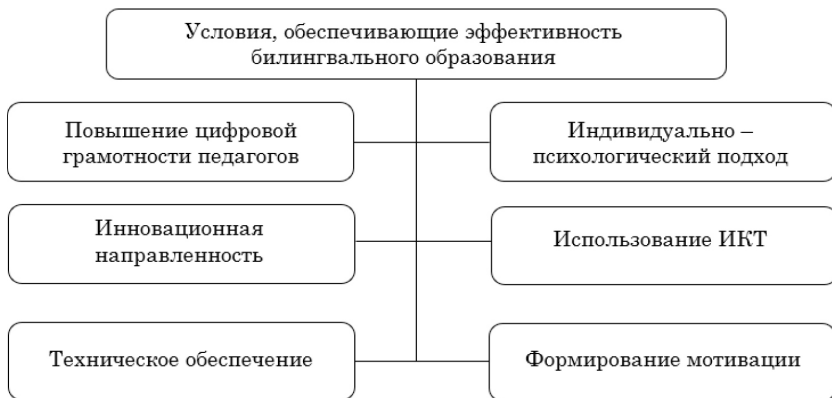 Условия, обеспечивающие эффективность
билингвального образования
Повышение цифровой
грамотности педагогов
Индивидуально –
психологический подход
Инновационная
направленность
Использование ИКТ
Техническое обеспечение
Формирование мотивации